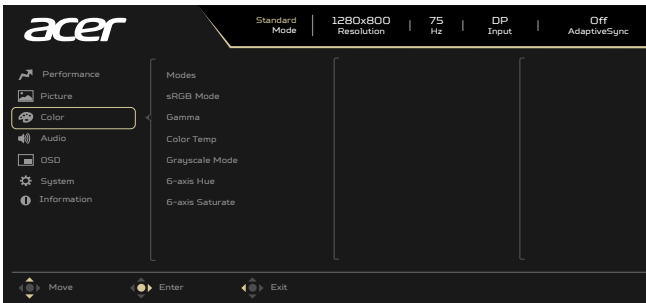 acer
Standard Mode
1280x800 Resolution
75 Hz
DP Input
Off AdaptiveSync
Performance
Picture
Color
Audio
OSD
System
Information
Modes
sRGB Mode
Gamma
Color Temp
Grayscale Mode
6-axis Hue
6-axis Saturate
Move
Enter
Exit